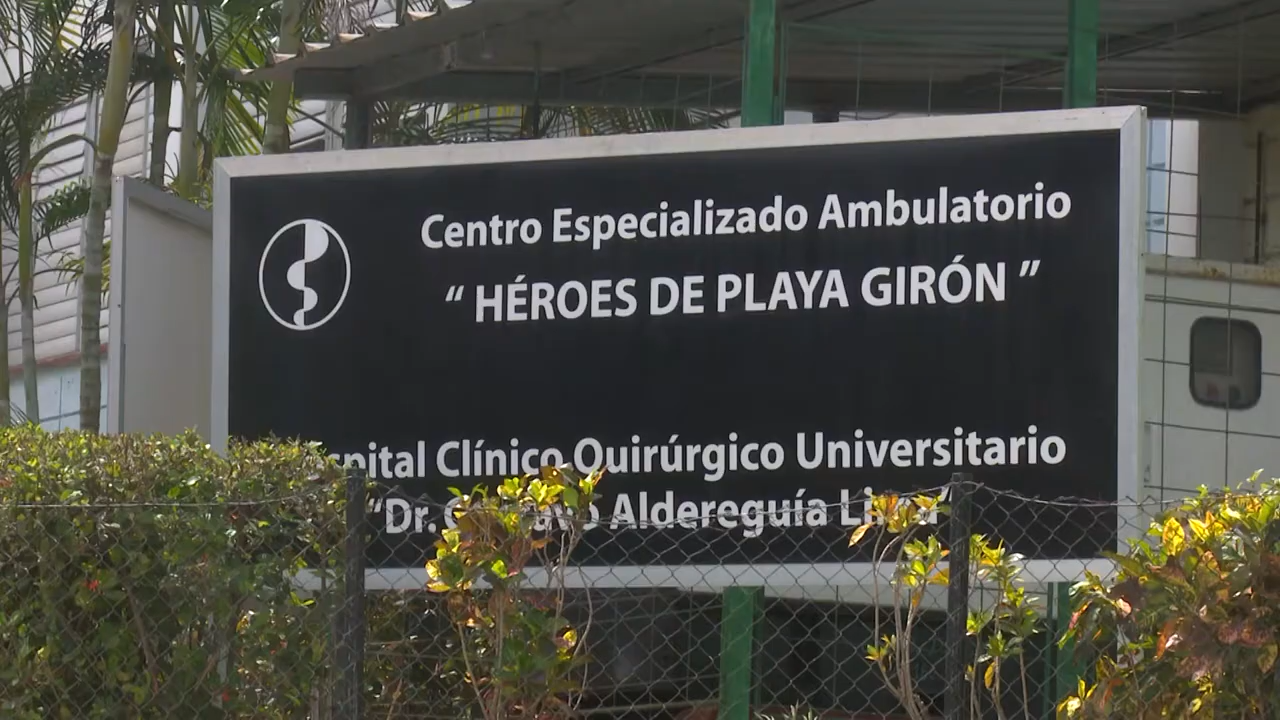 Centro Especializado Ambulatorio
“ HÉROES DE PLAYA GIRÓN ”
Clínico Quirúrgico Universitario
“Dr. Aldereguía